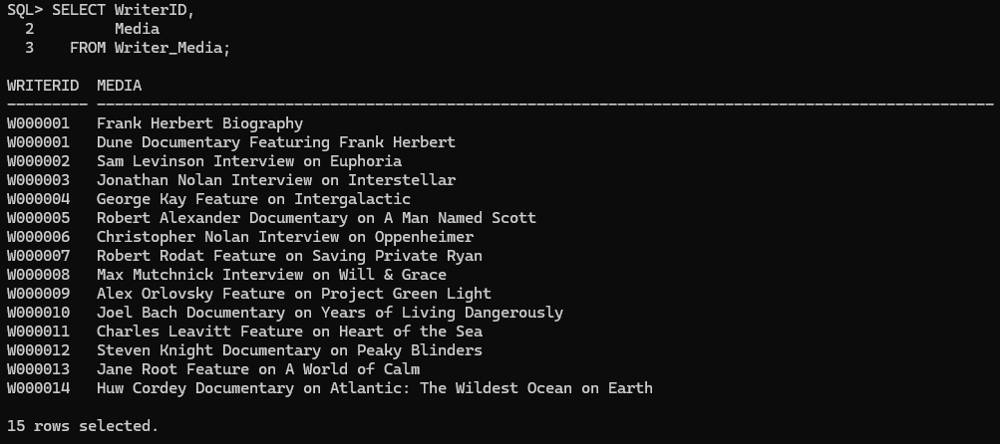 SQL> SELECT WriterID,
  2         Media
  3    FROM Writer_Media;
WRITERID  MEDIA
--------- ----------------------------------------------------------------------------------------------------
W000001   Frank Herbert Biography
W000001   Dune Documentary Featuring Frank Herbert
W000002   Sam Levinson Interview on Euphoria
W000003   Jonathan Nolan Interview on Interstellar
W000004   George Kay Feature on Intergalactic
W000005   Robert Alexander Documentary on A Man Named Scott
W000006   Christopher Nolan Interview on Oppenheimer
W000007   Robert Rodat Feature on Saving Private Ryan
W000008   Max Mutchnick Interview on Will & Grace
W000009   Alex Orlovsky Feature on Project Green Light
W000010   Joel Bach Documentary on Years of Living Dangerously
W000011   Charles Leavitt Feature on Heart of the Sea
W000012   Steven Knight Documentary on Peaky Blinders
W000013   Jane Root Feature on A World of Calm
W000014   Huw Cordey Documentary on Atlantic: The Wildest Ocean on Earth
15 rows selected.